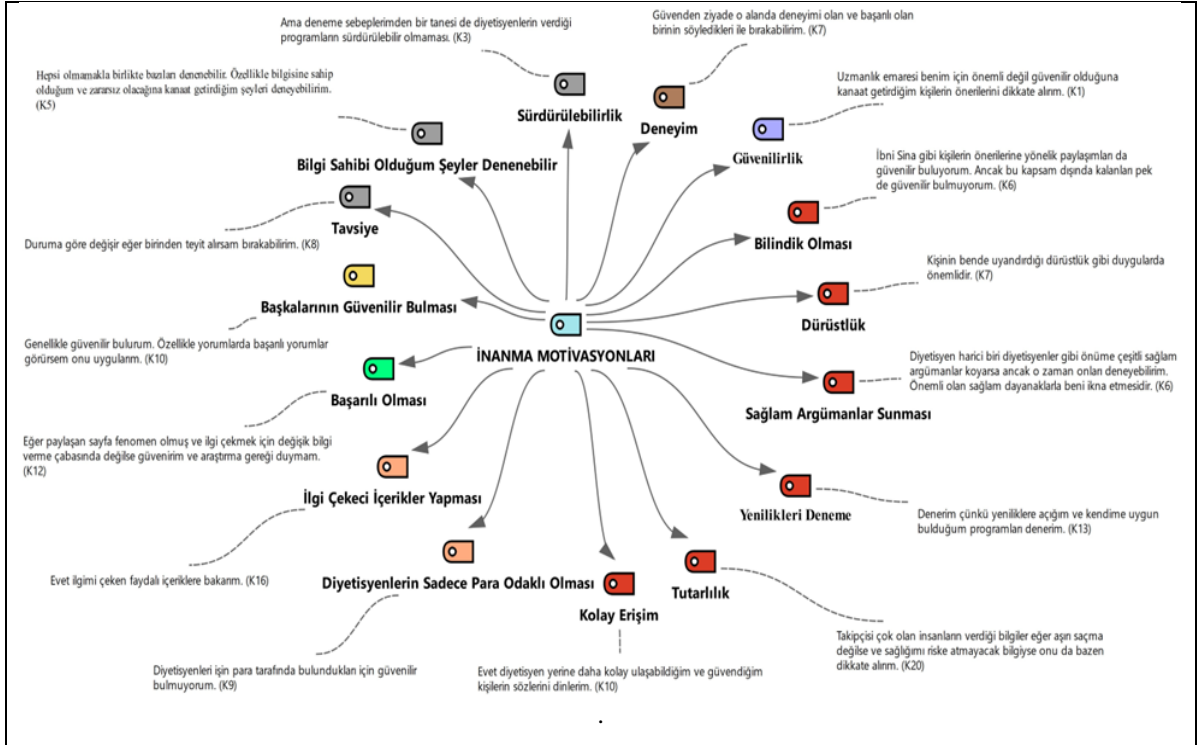 Ama deneme sebeplerimden bir tanesi de diyetisyenlerin verdiği
programların sürdürülebilir olmaması. (K3)
Sürdürülebilirlik
Güvenden ziyade o alanda deneyimi olan ve başarılı olan
birinin söyledikleri ile bırakabilirim. (K7)
Deneyim
Uzmanlık emaresi benim için önemli değil güvenilir olduğuna
kanaat getirdiğim kişilerin önerilerini dikkate alırım. (K1)
Güvenilirlik
Hepsi olmamakla birlikte bazıları denenebilir. Özellikle bilgisine sahip
olduğum ve zararsız olacağına kanaat getirdiğim şeyleri deneyebilirim.
(K5)
Bilgi Sahibi Olduğum Şeyler Denenebilir
İbni Sina gibi kişilerin önerilerine yönelik paylaşımları da
güvenilir buluyorum. Ancak bu kapsam dışında kalanları pek
de güvenilir bulmuyorum. (K6)
Bilindik Olması
Tavsiye
Duruma göre değişir eğer birinden teyit alırsam bırakabilirim. (K8)
Kişinin bende uyandırdığı dürüstlük gibi duygularda
önemlidir. (K7)
Dürüstlük
Başkalarının Güvenilir Bulması
Genellikle güvenilir bulurum. Özellikle yorumlarda başarılı yorumlar
görürsem onu uygularım. (K10)
İNANMA MOTİVASYONLARI
Diyetisyen harici biri diyetisyenler gibi önüme çeşitli sağlam
argümanlar koyarsa ancak o zaman onları deneyebilirim.
Önemli olan sağlam dayanaklarla beni ikna etmesidir. (K6)
Sağlam Argümanlar Sunması
Başarılı Olması
Eğer paylaşan sayfa fenomen olmuş ve ilgi çekmek için değişik bilgi
verme çabasında değilse güvenirim ve araştırma gereği duymam.
(K12)
İlgi Çekici İçerikler Yapması
Evet ilgimi çeken faydalı içeriklere bakarım. (K16)
Yenilikleri Deneme
Denerim çünkü yeniliklere açığım ve kendime uygun
bulduğum programları denerim. (K13)
Diyetisyenlerin Sadece Para Odaklı Olması
Diyetisyenleri işin para tarafında bulundukları için güvenilir
bulmuyorum. (K9)
Kolay Erişim
Evet diyetisyen yerine daha kolay ulaşabildiğim ve güvendiğim
kişilerin sözlerini dinlerim. (K10)
Tutarlılık
Takipçisi çok olan insanların verdiği bilgiler eğer aşırı saçma
değilse ve sağlığımı riske atmayacak bilgiyse onu da bazen
dikkate alırım. (K20)
.